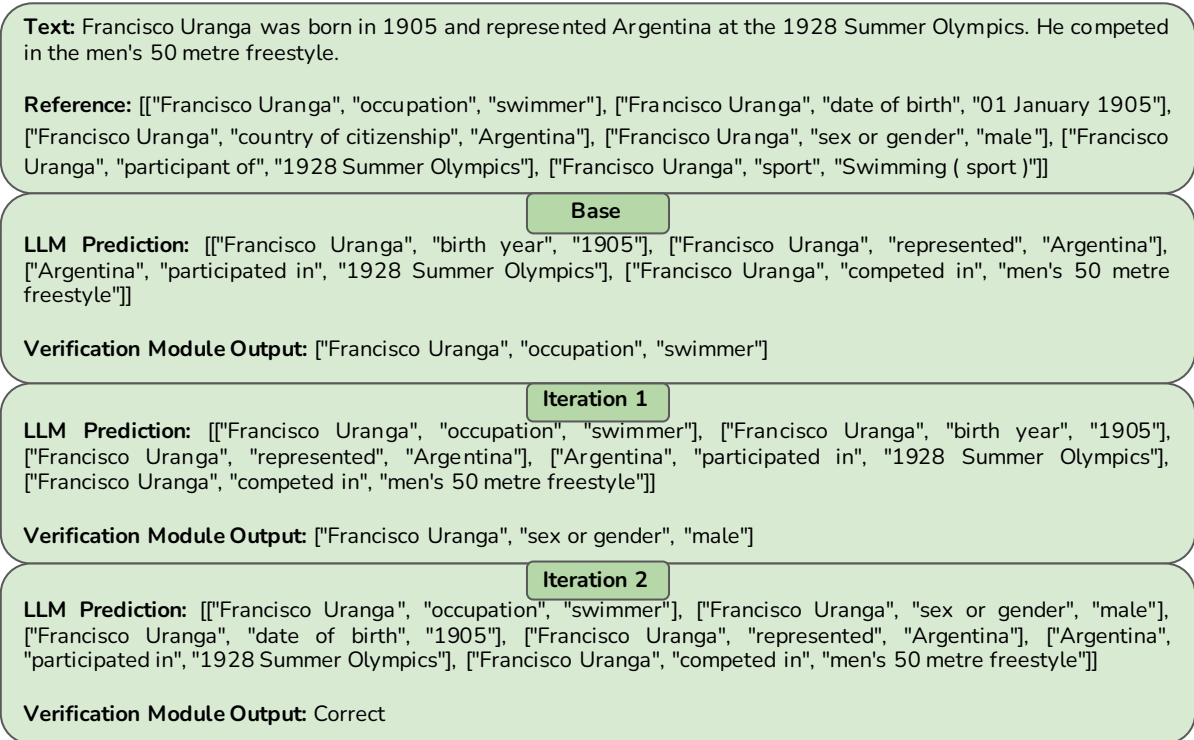 Text: Francisco Uranga was born in 1905 and represented Argentina at the 1928 Summer Olympics. He competed
in the men's 50 metre freestyle.
Reference: [["Francisco Uranga", "occupation", "swimmer"], ["Francisco Uranga", "date of birth", "01 January 1905"],
["Francisco Uranga", "country of citizenship", "Argentina"], ["Francisco Uranga", "sex or gender", "male"], ["Francisco
Uranga", "participant of", "1928 Summer Olympics"], ["Francisco Uranga", "sport", "Swimming ( sport )"]]
Base
LLM Prediction: [["Francisco Uranga", "birth year", "1905"], ["Francisco Uranga", "represented", "Argentina"],
["Argentina", "participated in", "1928 Summer Olympics"], ["Francisco Uranga", "competed in", "men's 50 metre
freestyle"]]
Verification Module Output: ["Francisco Uranga", "occupation", "swimmer"]
Iteration 1
LLM Prediction: [["Francisco Uranga", "occupation", "swimmer"], ["Francisco Uranga", "birth year", "1905"],
["Francisco Uranga", "represented", "Argentina"], ["Argentina", "participated in", "1928 Summer Olympics"],
["Francisco Uranga", "competed in", "men's 50 metre freestyle"]]
Verification Module Output: ["Francisco Uranga", "sex or gender", "male"]
Iteration 2
LLM Prediction: [["Francisco Uranga", "occupation", "swimmer"], ["Francisco Uranga", "sex or gender", "male"],
["Francisco Uranga", "date of birth", "1905"], ["Francisco Uranga", "represented", "Argentina"], ["Argentina",
"participated in", "1928 Summer Olympics"], ["Francisco Uranga", "competed in", "men's 50 metre freestyle"]]
Verification Module Output: Correct